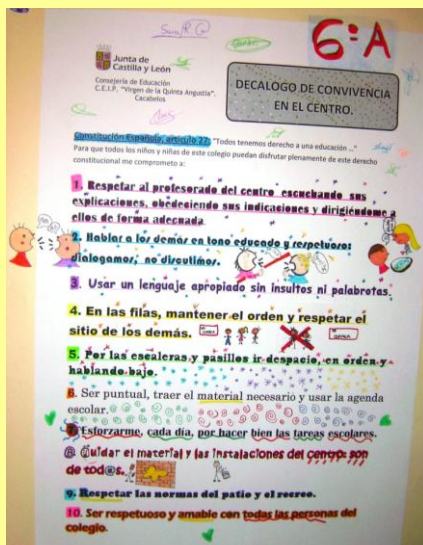 Sara R. G
6ºA
Junta de
Castilla y León
Consejería de Educación
C.E.I.P. "Virgen de la Quinta Angustia".
Cacabelos
DECALOGO DE CONVIVENCIA
EN EL CENTRO.
Constitución Española, artículo 27: "Todos tenemos derecho a una educación ..."
Para que todos los niños y niñas de este colegio puedan disfrutar plenamente de este derecho
constitucional me comprometo a:
1. Respetar al profesorado del centro escuchando sus
explicaciones, obedeciendo sus indicaciones y dirigiéndome a
ellos de forma adecuada.
2. Hablar a los demás en tono educado y respetuoso:
dialogamos, no discutimos.
3. Usar un lenguaje apropiado sin insultos ni palabrotas.
4. En las filas, mantener el orden y respetar el
sitio de los demás.
5. Por las escaleras y pasillos ir despacio, en orden y
hablando bajo.
6. Ser puntual, traer el material necesario y usar la agenda
escolar.
7. Esforzarme, cada día, por hacer bien las tareas escolares.
8. Cuidar el material y las instalaciones del centro: son
de tod@s.
9. Respetar las normas del patio y el recreo.
10. Ser respetuoso y amable con todas las personas del
colegio.